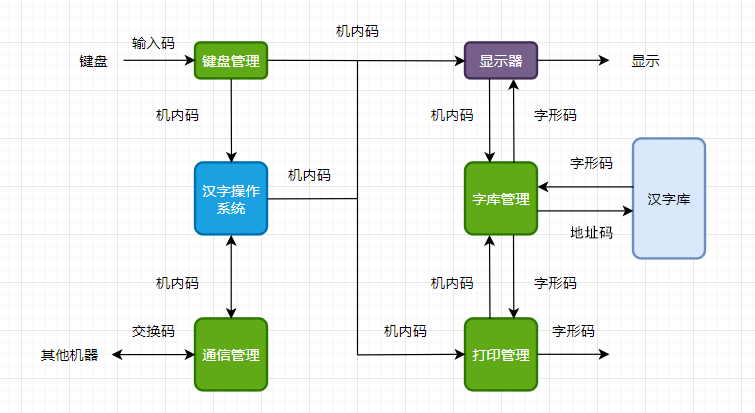 机内码
输入码
键盘
键盘管理
显示器
显示
机内码
机内码
字形码
字形码
汉字操作
系统
机内码
字库管理
汉字库
地址码
机内码
机内码
字形码
交换码
机内码
字形码
其他机器
通信管理
打印管理